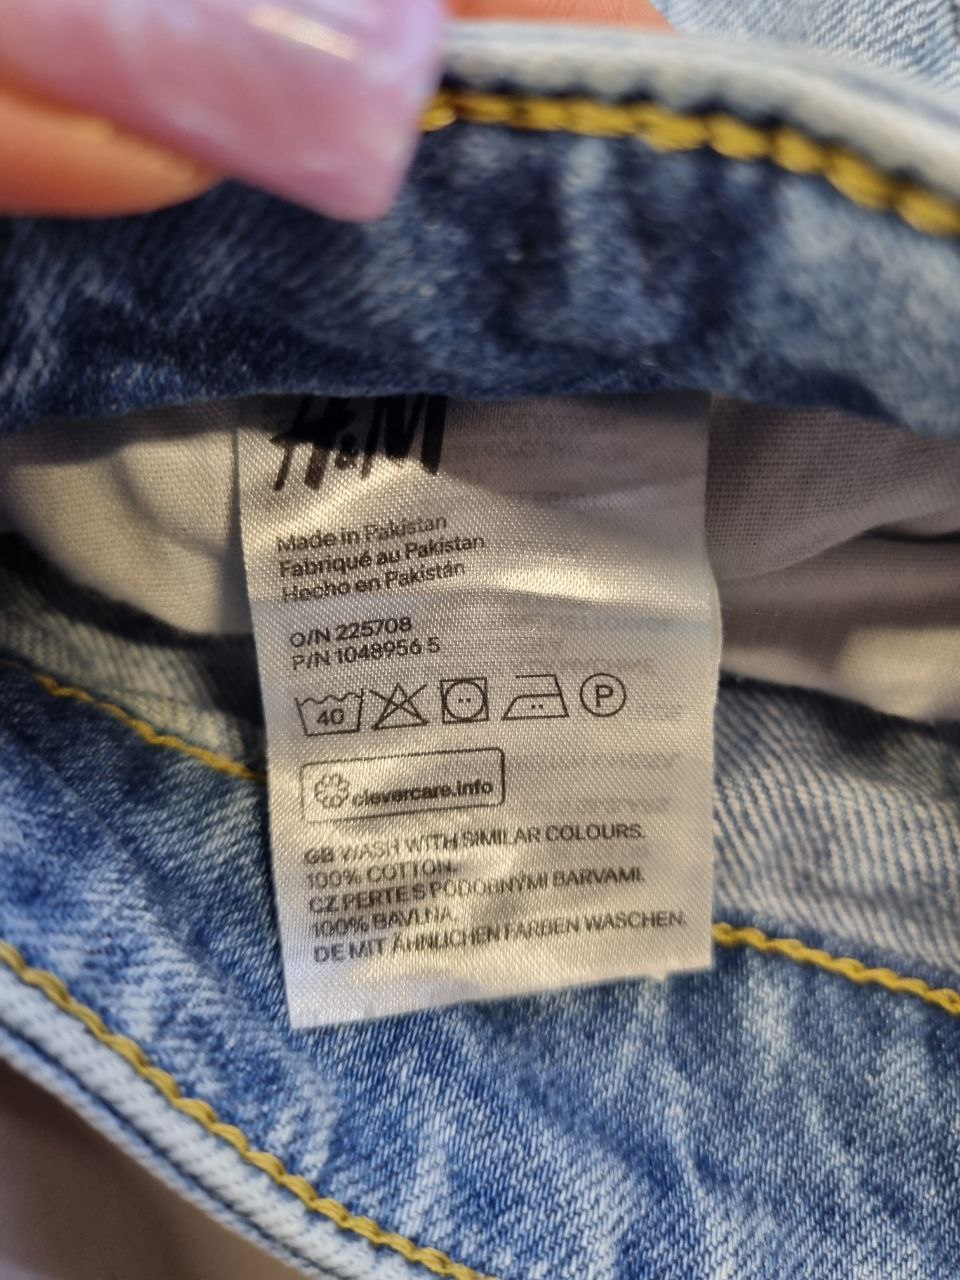 H&M
Made in Pakistan
Fabriqué au Pakistan
Hecho en Pakistán
O/N 225708
P/N 1048956 5
40
P
clevercare.info
GB WASH WITH SIMILAR COLOURS.
100% COTTON.
CZ PERTE S PODOBNÝMI BARVAMI.
100% BAVLNA.
DE MIT ÄHNLICHEN FARBEN WASCHEN.